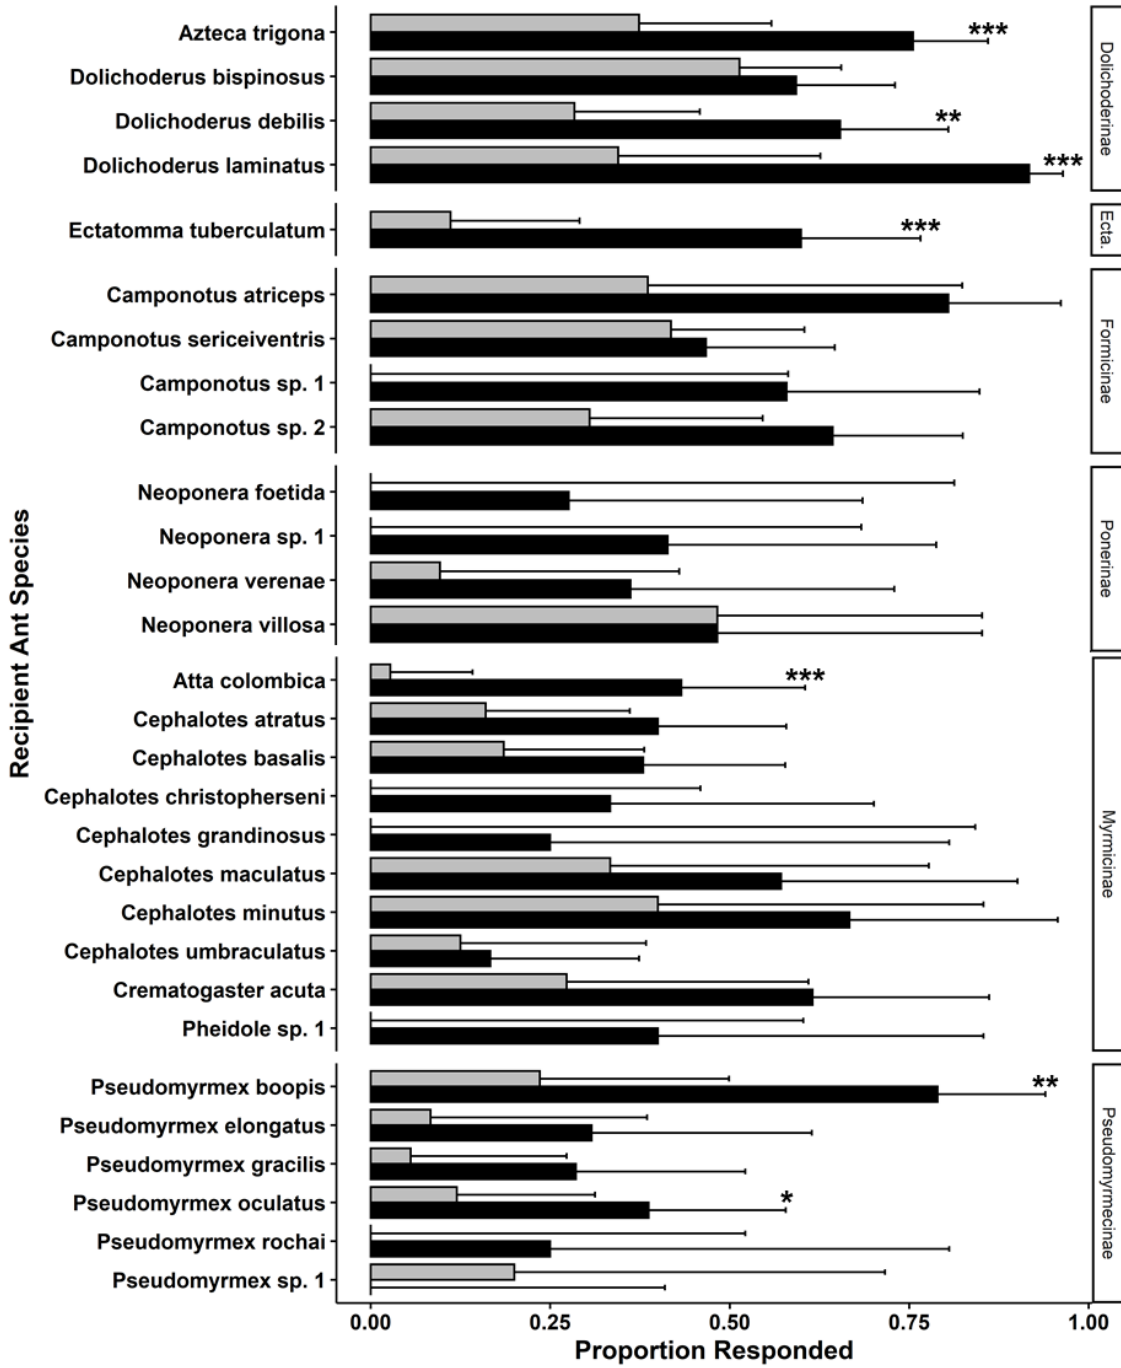 Recipient Ant Species
Azteca trigona
***
Dolichoderus bispinosus
Dolichoderus debilis
**
Dolichoderus laminatus
***
Dolichoderinae
Ectatomma tuberculatum
***
Ecta.
Camponotus atriceps
Camponotus sericeiventris
Camponotus sp. 1
Camponotus sp. 2
Formicinae
Neoponera foetida
Neoponera sp. 1
Neoponera verenae
Neoponera villosa
Ponerinae
Atta colombica
***
Cephalotes atratus
Cephalotes basalis
Cephalotes christopherseni
Cephalotes grandinosus
Cephalotes maculatus
Cephalotes minutus
Cephalotes umbraculatus
Crematogaster acuta
Pheidole sp. 1
Myrmicinae
Pseudomyrmex boopis
**
Pseudomyrmex elongatus
Pseudomyrmex gracilis
Pseudomyrmex oculatus
*
Pseudomyrmex rochai
Pseudomyrmex sp. 1
Pseudomyrmecinae
0.00 0.25 0.50 0.75 1.00
Proportion Responded